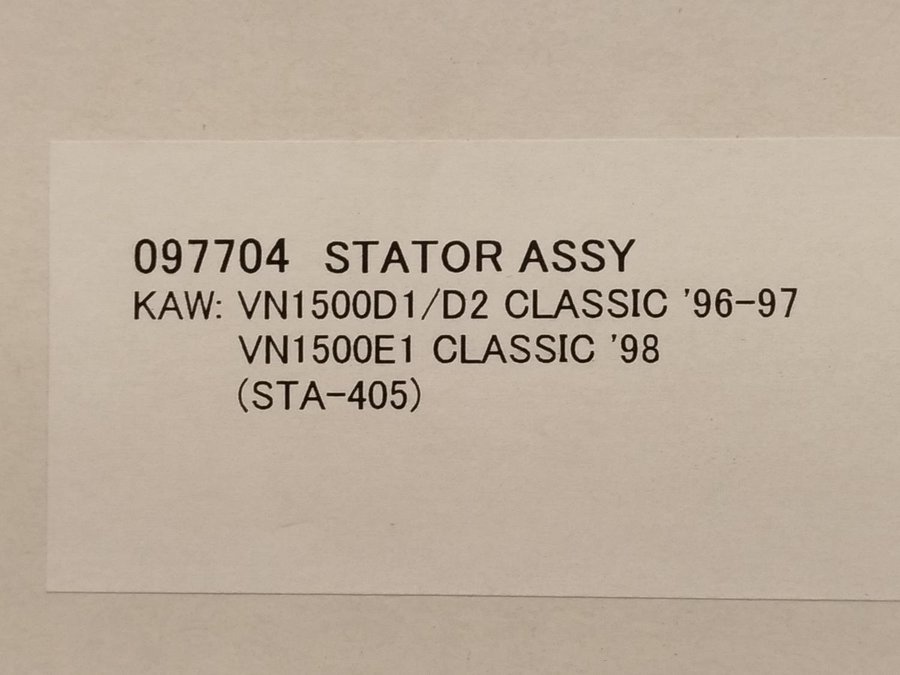 097704 STATOR ASSY
KAW: VN1500D1/D2 CLASSIC '96-97
VN1500E1 CLASSIC '98
(STA-405)